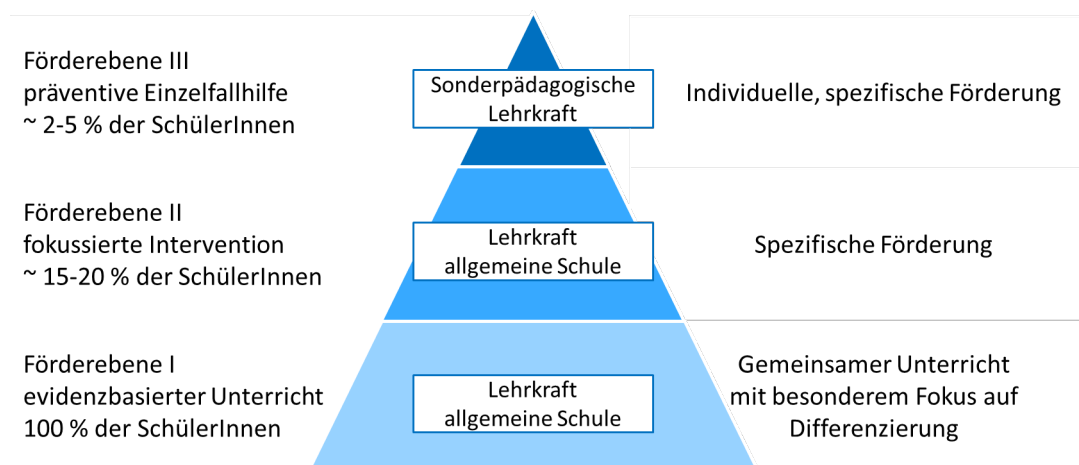 Förderebene III
präventive Einzelfallhilfe
~ 2-5 % der SchülerInnen
Sonderpädagogische
Lehrkraft
Individuelle, spezifische Förderung
Förderebene II
fokussierte Intervention
~ 15-20 % der SchülerInnen
Lehrkraft
allgemeine Schule
Spezifische Förderung
Förderebene I
evidenzbasierter Unterricht
100 % der SchülerInnen
Lehrkraft
allgemeine Schule
Gemeinsamer Unterricht
mit besonderem Fokus auf
Differenzierung